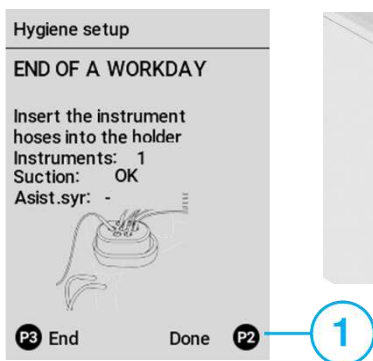 Hygiene setup
END OF A WORKDAY
Insert the instrument
hoses into the holder
Instruments: 1
Suction: OK
Asist.syr: -
P3 End Done P2 1